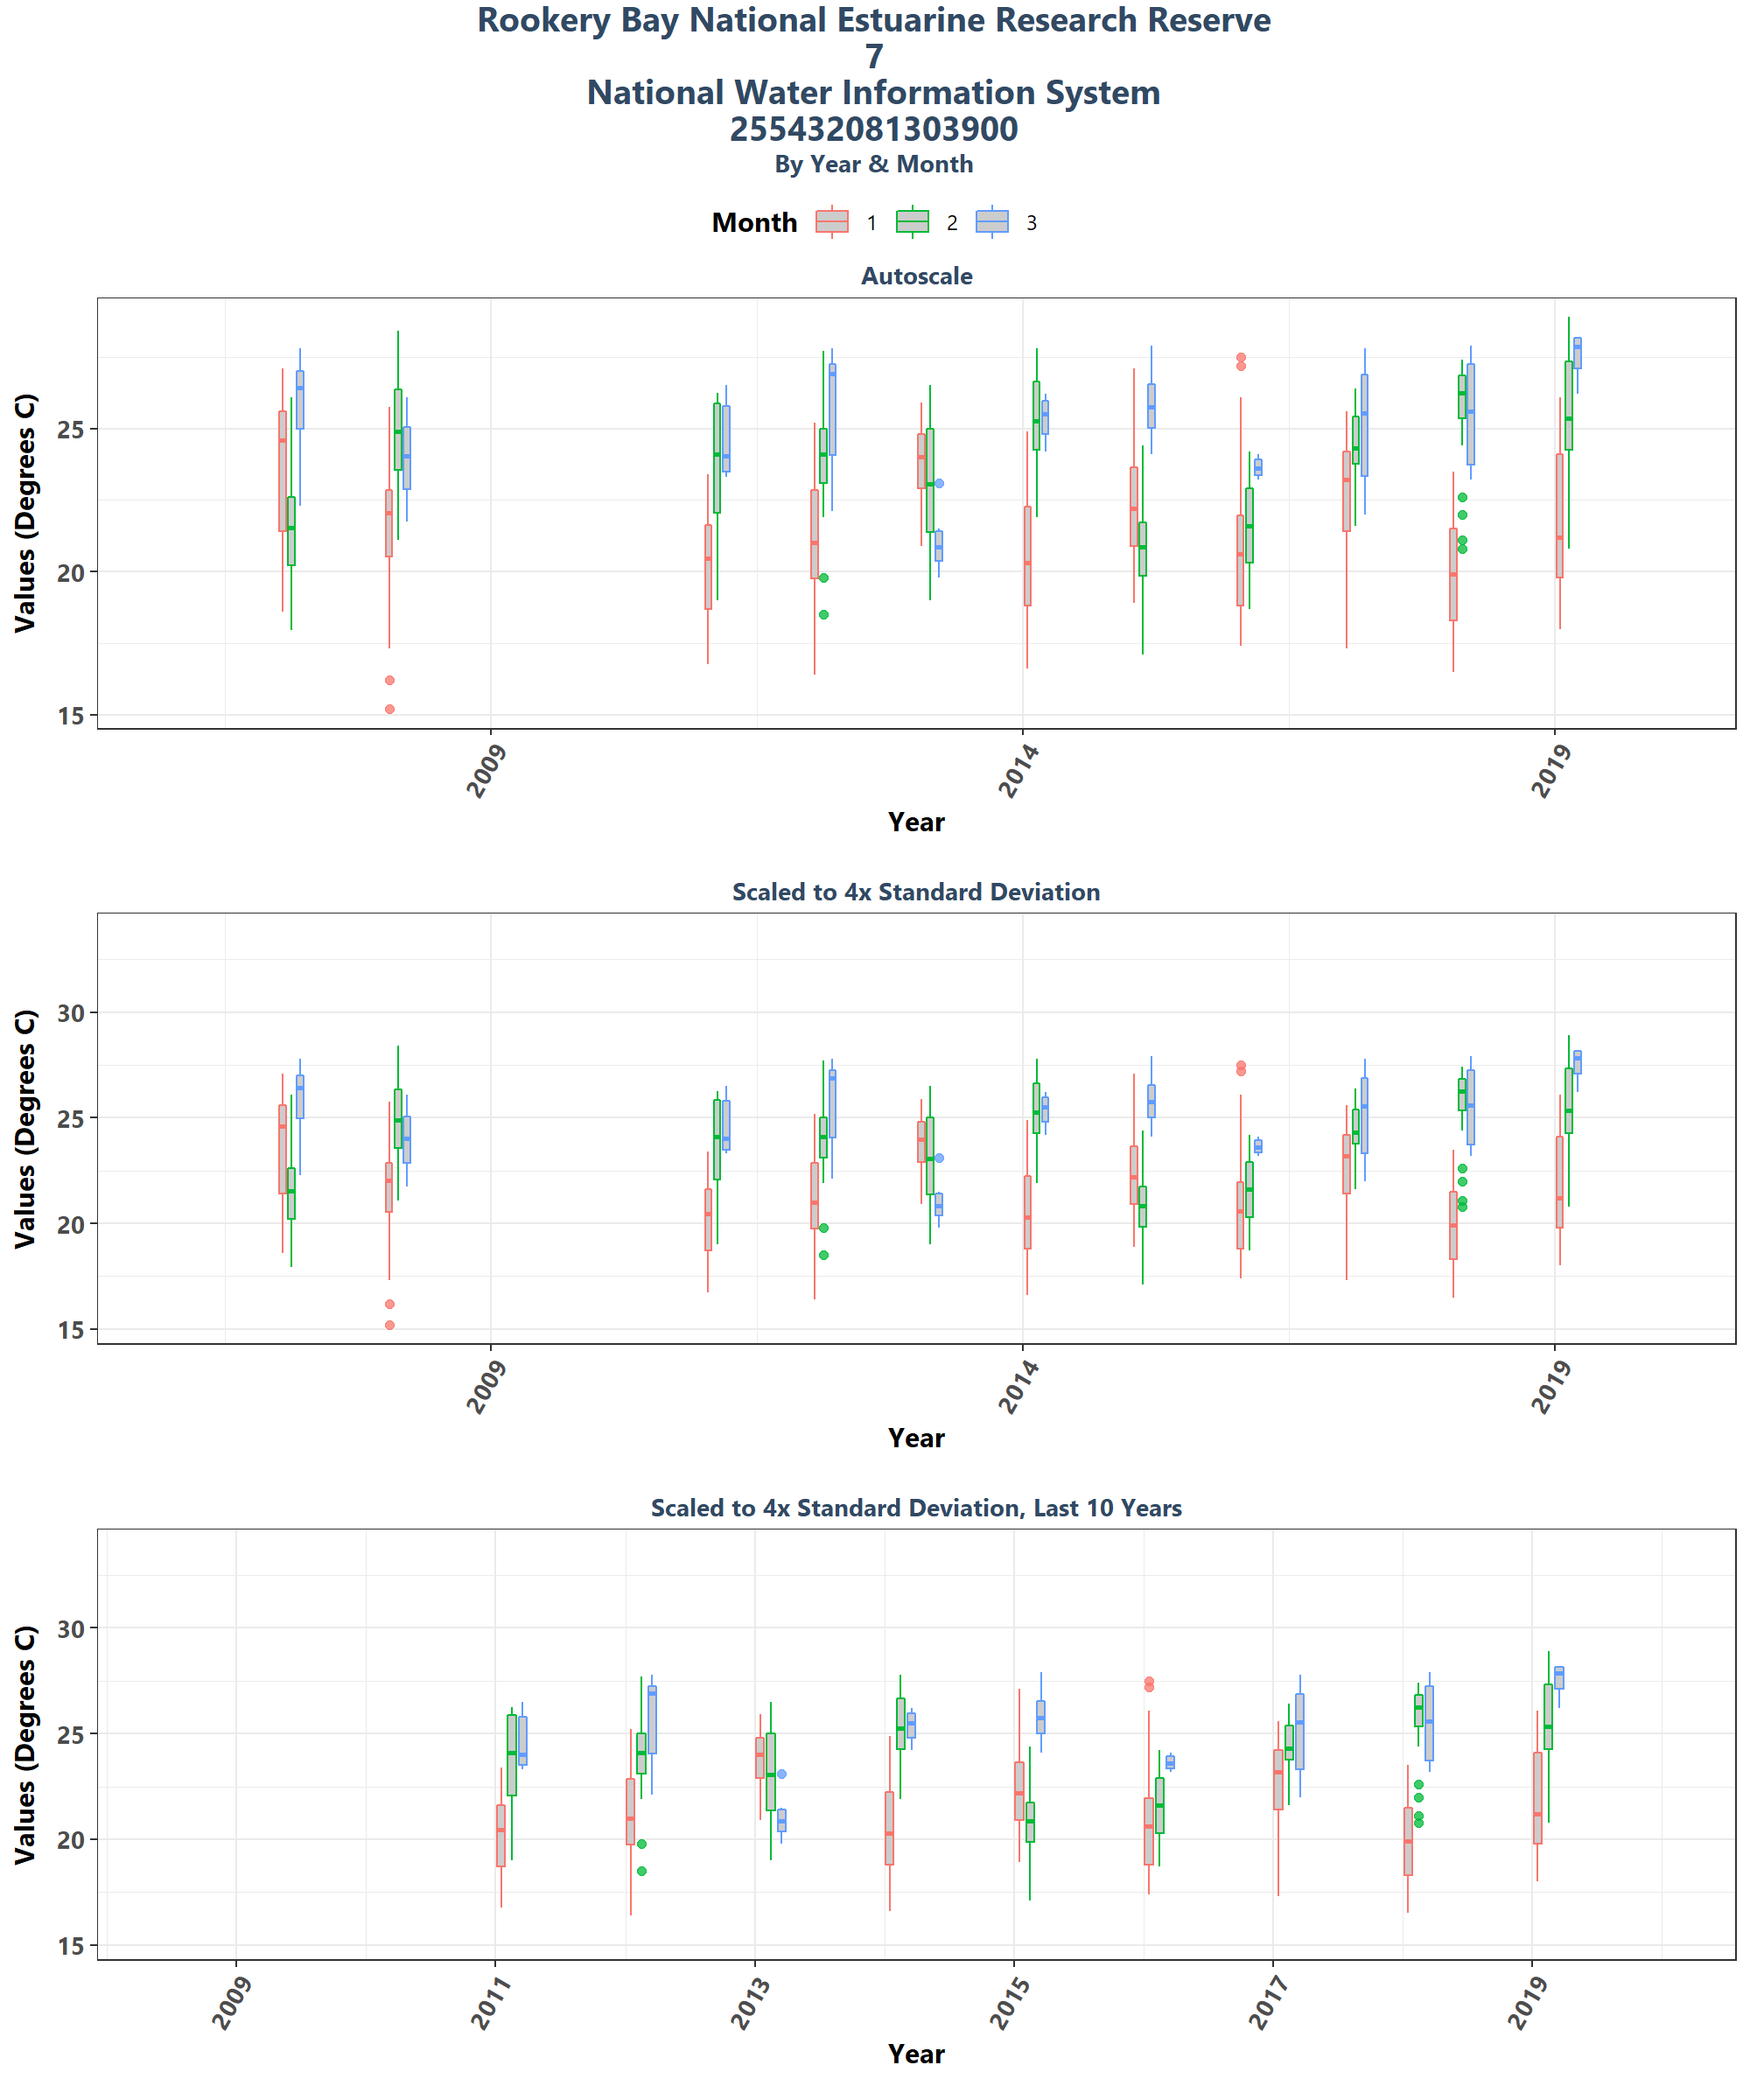 Rookery Bay National Estuarine Research Reserve
7
National Water Information System
255432081303900
By Year & Month
Month 1 2 3
Autoscale
Values (Degrees C)
25
20
15
2009 2014 2019
Year
Scaled to 4x Standard Deviation
Values (Degrees C)
30
25
20
15
2009 2014 2019
Year
Scaled to 4x Standard Deviation, Last 10 Years
Values (Degrees C)
30
25
20
15
2009 2011 2013 2015 2017 2019
Year